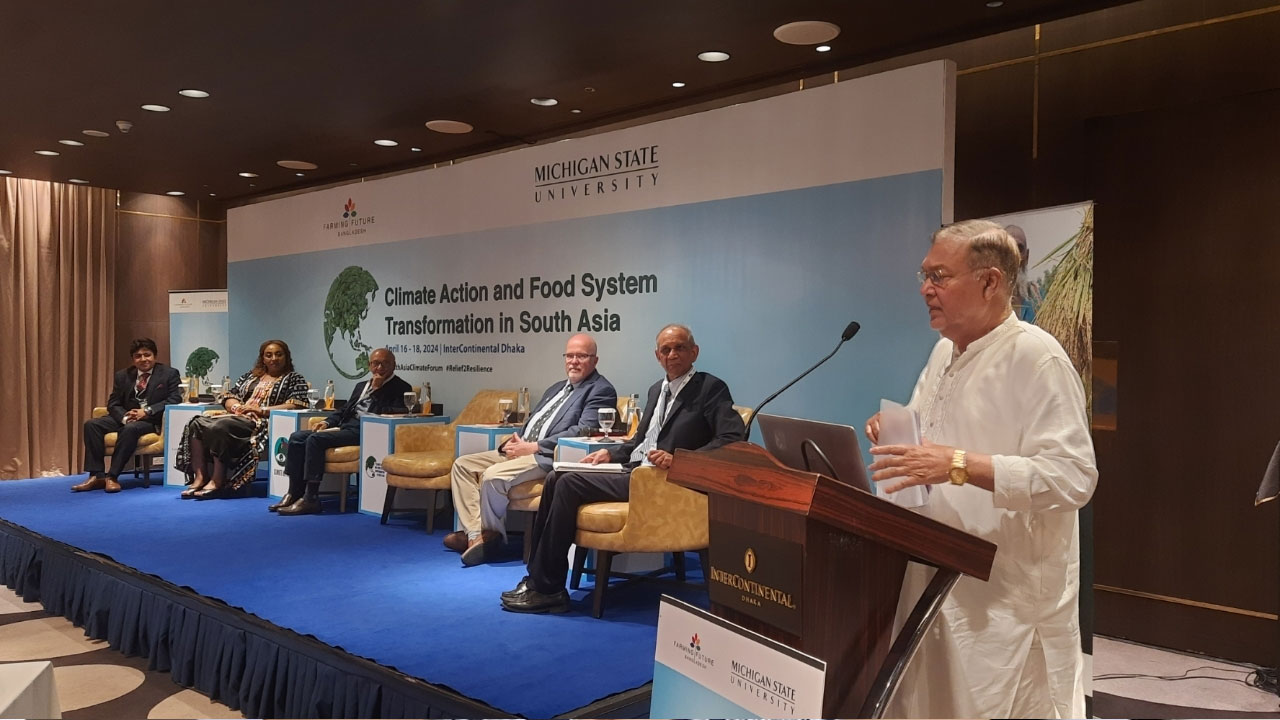 MICHIGAN STATE
UNIVERSITY
FARMING FUTURE
BANGLADESH
Climate Action and Food System
Transformation in South Asia
April 16 - 18, 2024 | InterContinental Dhaka
#Relief2Resilience
INTERCONTINENTAL
DHAKA
FARMING FUTURE
BANGLADESH
MICHIGAN STATE
UNIVERSITY